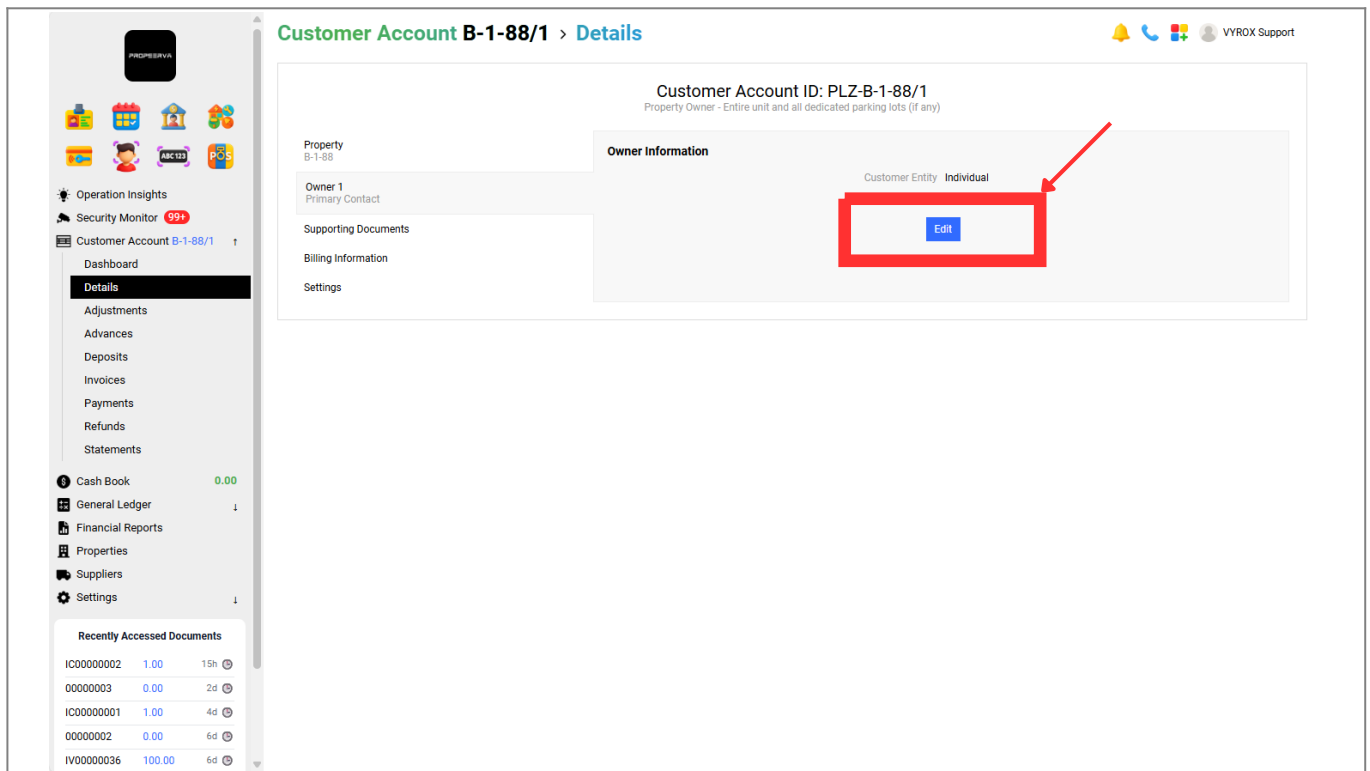 Customer Account B-1-88/1 › Details
VYROX Support
PROPSERVA
ABC 123
POS
Operation Insights
Security Monitor 99+
Customer Account B-1-88/1 ↑
Dashboard
Details
Adjustments
Advances
Deposits
Invoices
Payments
Refunds
Statements
Cash Book 0.00
General Ledger ↓
Financial Reports
Properties
Suppliers
Settings ↓
Recently Accessed Documents
IC00000002 1.00 15h
00000003 0.00 2d
IC00000001 1.00 4d
00000002 0.00 6d
IV00000036 100.00 6d
Customer Account ID: PLZ-B-1-88/1
Property Owner - Entire unit and all dedicated parking lots (if any)
Property
B-1-88
Owner 1
Primary Contact
Supporting Documents
Billing Information
Settings
Owner Information
Customer Entity Individual
Edit